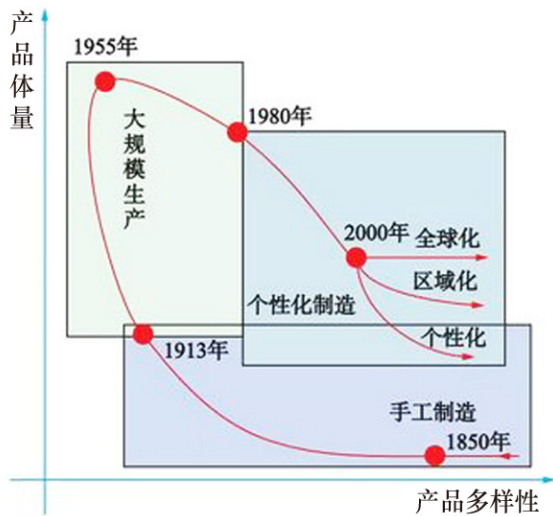 产品体量
1955年
大规模生产
1980年
2000年
全球化
区域化
个性化制造
个性化
1913年
手工制造
1850年
产品多样性